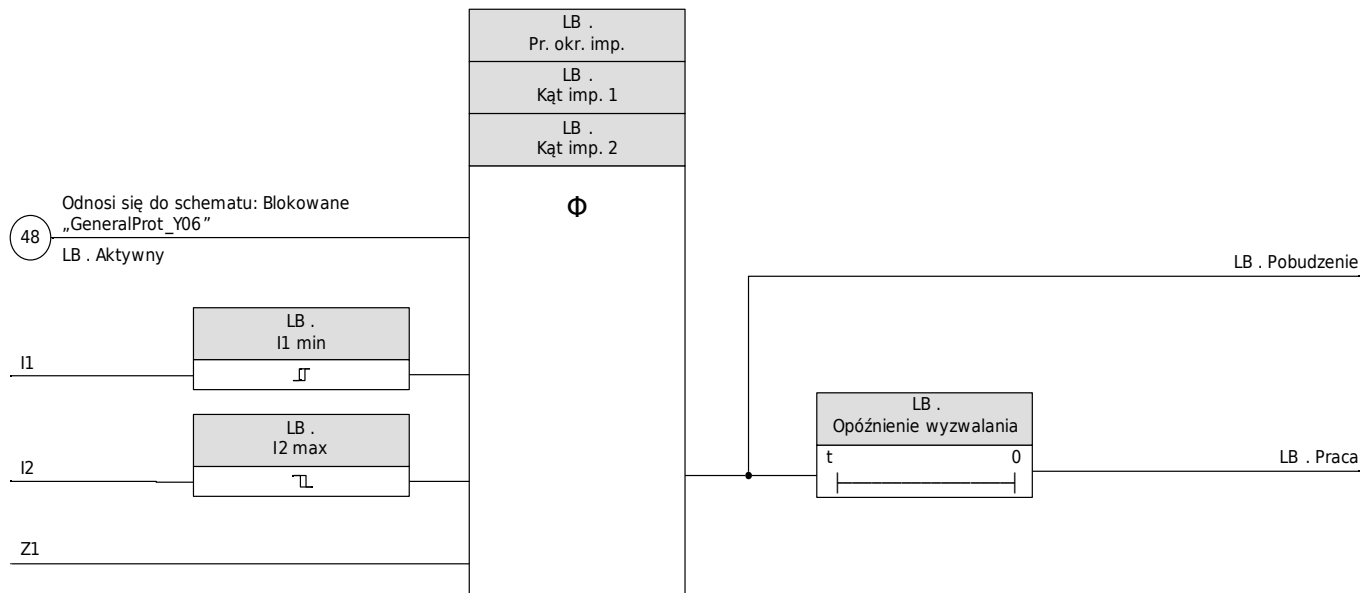 LB .
Pr. okr. imp.
LB .
Kąt imp. 1
LB .
Kąt imp. 2
Φ
Odnosi się do schematu: Blokowane
„GeneralProt_Y06”
48
LB . Aktywny
LB . Pobudzenie
LB .
I1 min
I1
LB .
I2 max
I2
LB .
Opóźnienie wyzwalania
t 0
LB . Praca
Z1